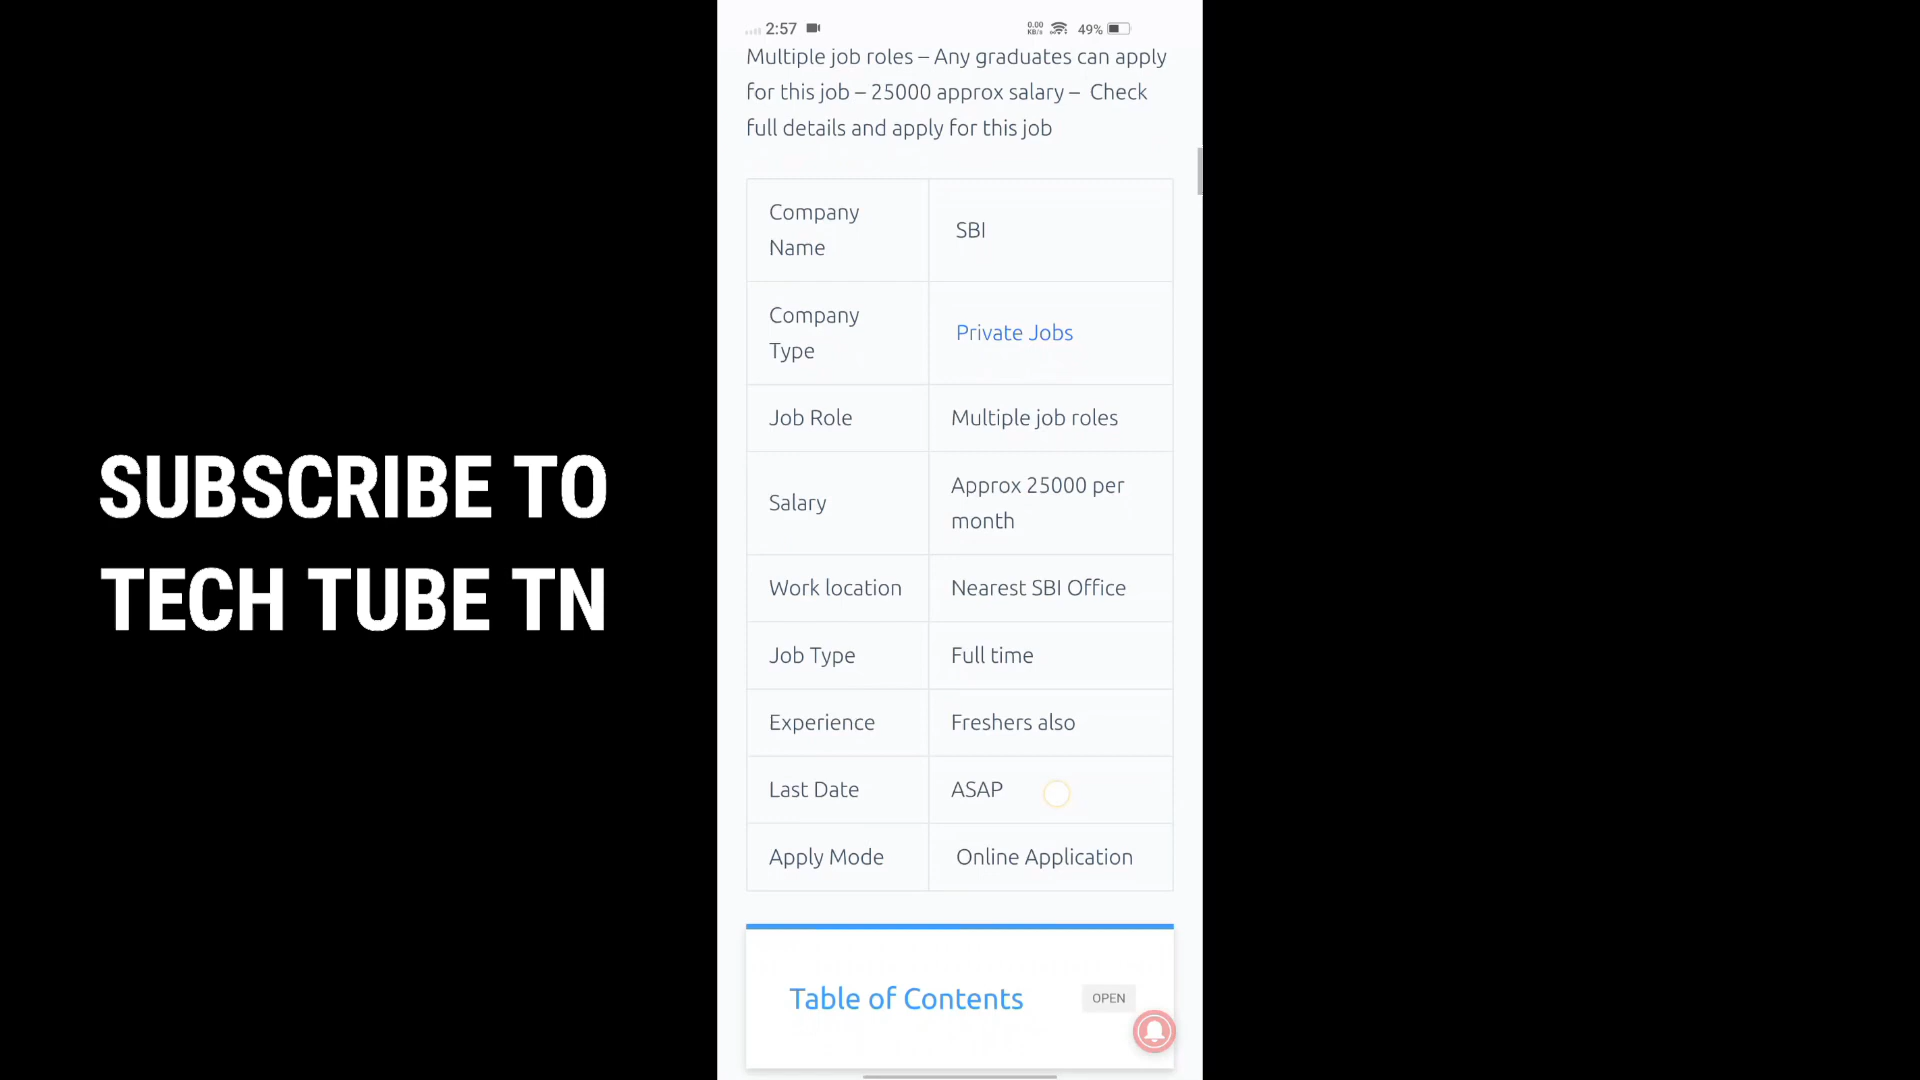 2:57
0.00
KB/s
49%
Multiple job roles – Any graduates can apply
for this job – 25000 approx salary –  Check
full details and apply for this job
Company
Name
SBI
Company
Type
Private Jobs
Job Role
Multiple job roles
Salary
Approx 25000 per
month
Work location
Nearest SBI Office
Job Type
Full time
Experience
Freshers also
Last Date
ASAP
Apply Mode
Online Application
Table of Contents
OPEN
SUBSCRIBE TO
TECH TUBE TN